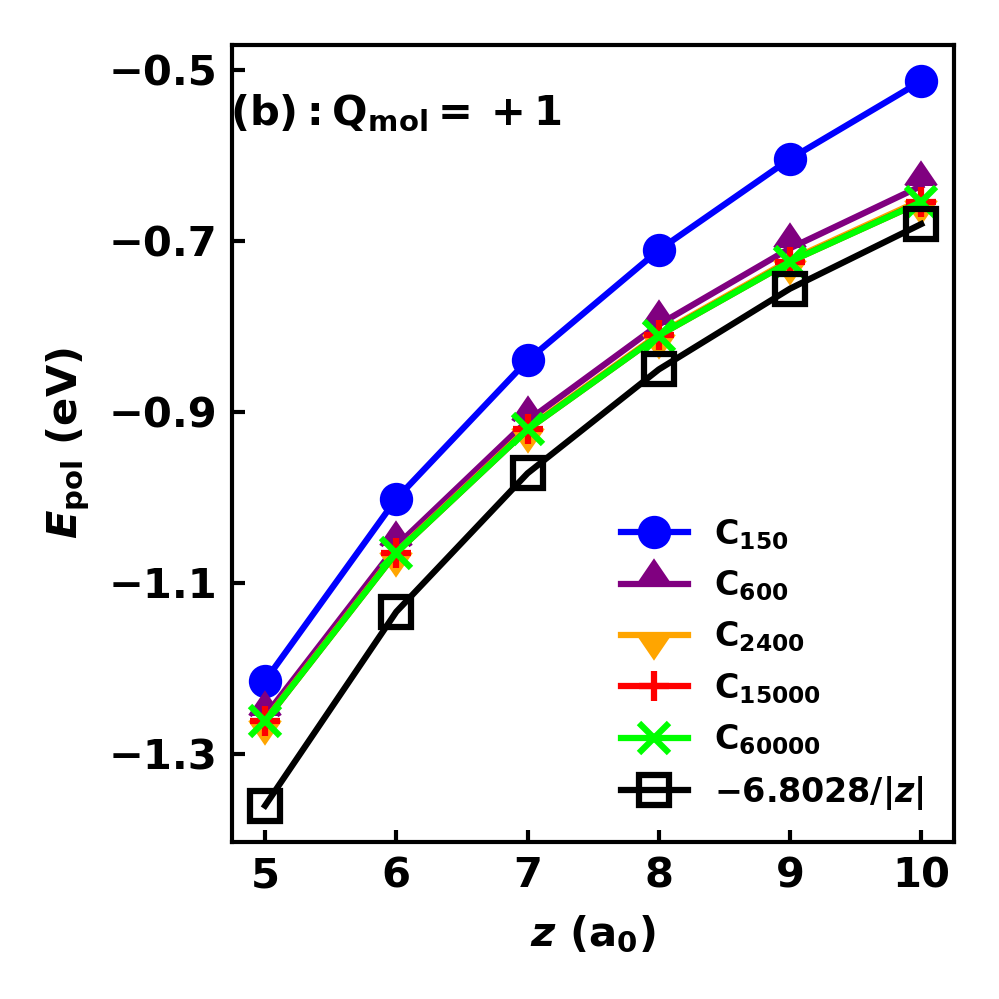 −0.5
(b) : Q_mol = +1
−0.7
−0.9
−1.1
−1.3
E_pol (eV)
C_150
C_600
C_2400
C_15000
C_60000
−6.8028/|z|
5 6 7 8 9 10
z (a_0)